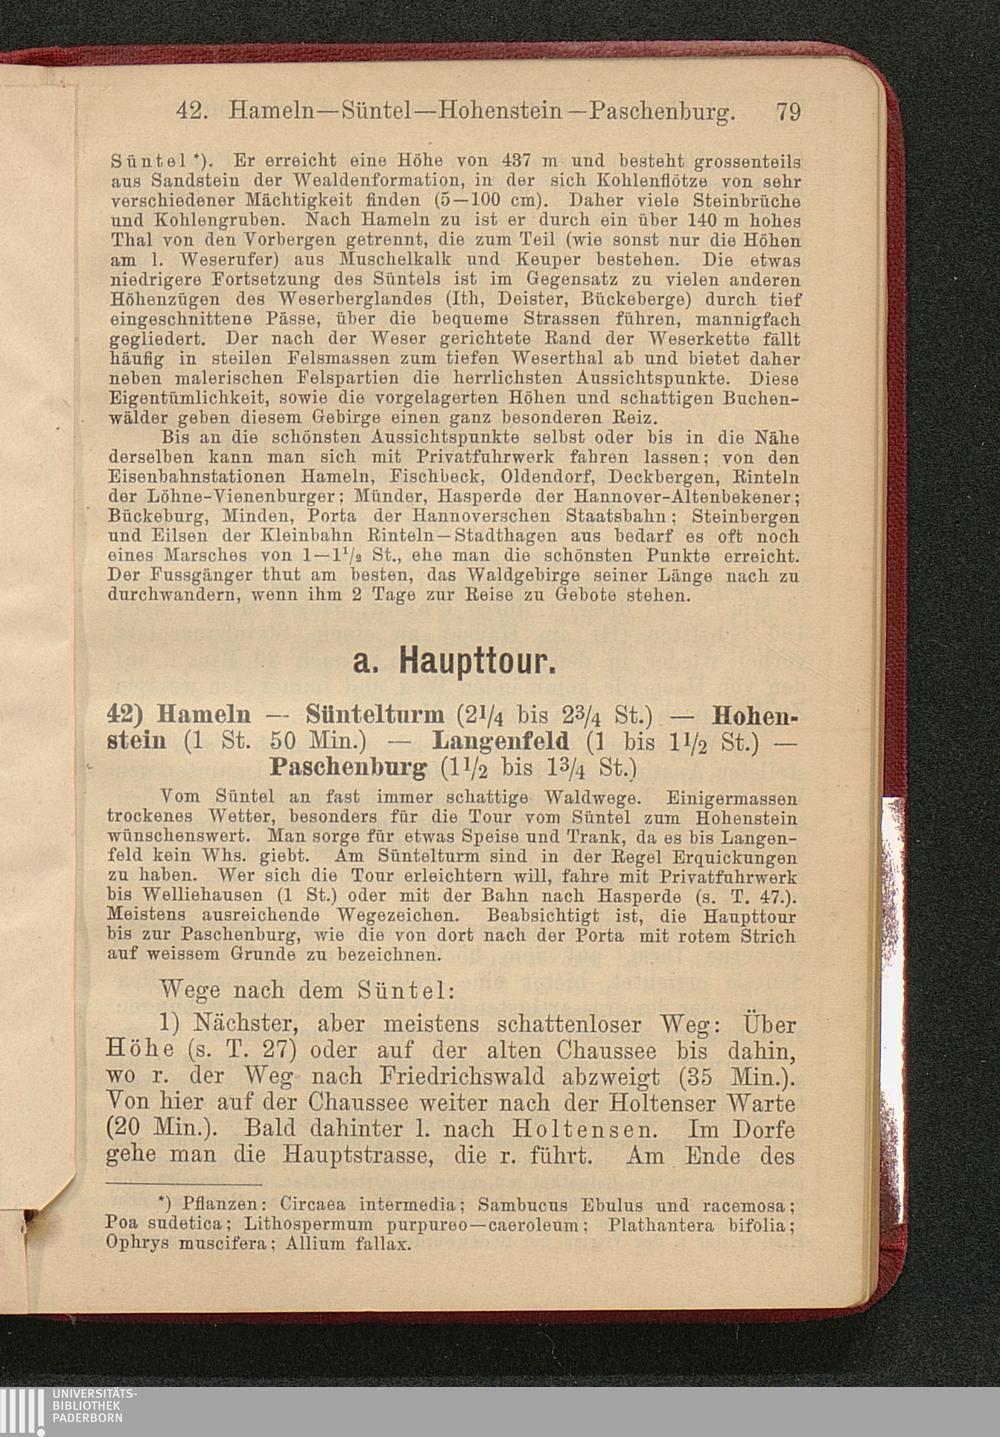 42. Hameln—Süntel—Hohenstein—Paschenburg. 79
Süntel*). Er erreicht eine Höhe von 437 m und besteht grossenteils
aus Sandstein der Wealdenformation, in der sich Kohlenflötze von sehr
verschiedener Mächtigkeit finden (5—100 cm). Daher viele Steinbrüche
und Kohlengruben. Nach Hameln zu ist er durch ein über 140 m hohes
Thal von den Vorbergen getrennt, die zum Teil (wie sonst nur die Höhen
am l. Weserufer) aus Muschelkalk und Keuper bestehen. Die etwas
niedrigere Fortsetzung des Süntels ist im Gegensatz zu vielen anderen
Höhenzügen des Weserberglandes (Ith, Deister, Bückeberge) durch tief
eingeschnittene Pässe, über die bequeme Strassen führen, mannigfach
gegliedert. Der nach der Weser gerichtete Rand der Weserkette fällt
häufig in steilen Felsmassen zum tiefen Weserthal ab und bietet daher
neben malerischen Felspartien die herrlichsten Aussichtspunkte. Diese
Eigentümlichkeit, sowie die vorgelagerten Höhen und schattigen Buchen-
wälder geben diesem Gebirge einen ganz besonderen Reiz.
Bis an die schönsten Aussichtspunkte selbst oder bis in die Nähe
derselben kann man sich mit Privatfuhrwerk fahren lassen; von den
Eisenbahnstationen Hameln, Fischbeck, Oldendorf, Deckbergen, Rinteln
der Löhne-Vienenburger; Münder, Hasperde der Hannover-Altenbekener;
Bückeburg, Minden, Porta der Hannoverschen Staatsbahn; Steinbergen
und Eilsen der Kleinbahn Rinteln—Stadthagen aus bedarf es oft noch
eines Marsches von 1—1½ St., ehe man die schönsten Punkte erreicht.
Der Fussgänger thut am besten, das Waldgebirge seiner Länge nach zu
durchwandern, wenn ihm 2 Tage zur Reise zu Gebote stehen.
a. Haupttour.
42) Hameln — Süntelturm (2¼ bis 2¾ St.) — Hohen-
stein (1 St. 50 Min.) — Langenfeld (1 bis 1½ St.) —
Paschenburg (1½ bis 1¾ St.)
Vom Süntel an fast immer schattige Waldwege. Einigermassen
trockenes Wetter, besonders für die Tour vom Süntel zum Hohenstein
wünschenswert. Man sorge für etwas Speise und Trank, da es bis Langen-
feld kein Whs. giebt. Am Süntelturm sind in der Regel Erquickungen
zu haben. Wer sich die Tour erleichtern will, fahre mit Privatfuhrwerk
bis Welliehausen (1 St.) oder mit der Bahn nach Hasperde (s. T. 47.).
Meistens ausreichende Wegezeichen. Beabsichtigt ist, die Haupttour
bis zur Paschenburg, wie die von dort nach der Porta mit rotem Strich
auf weissem Grunde zu bezeichnen.
Wege nach dem Süntel:
1) Nächster, aber meistens schattenloser Weg: Über
Höhe (s. T. 27) oder auf der alten Chaussee bis dahin,
wo r. der Weg nach Friedrichswald abzweigt (35 Min.).
Von hier auf der Chaussee weiter nach der Holtenser Warte
(20 Min.). Bald dahinter l. nach Holtensen. Im Dorfe
gehe man die Hauptstrasse, die r. führt. Am Ende des
*) Pflanzen: Circaea intermedia; Sambucus Ebulus und racemosa;
Poa sudetica; Lithospermum purpureo—caeroleum; Plathantera bifolia;
Ophrys muscifera; Allium fallax.
UNIVERSITÄTS-
BIBLIOTHEK
PADERBORN